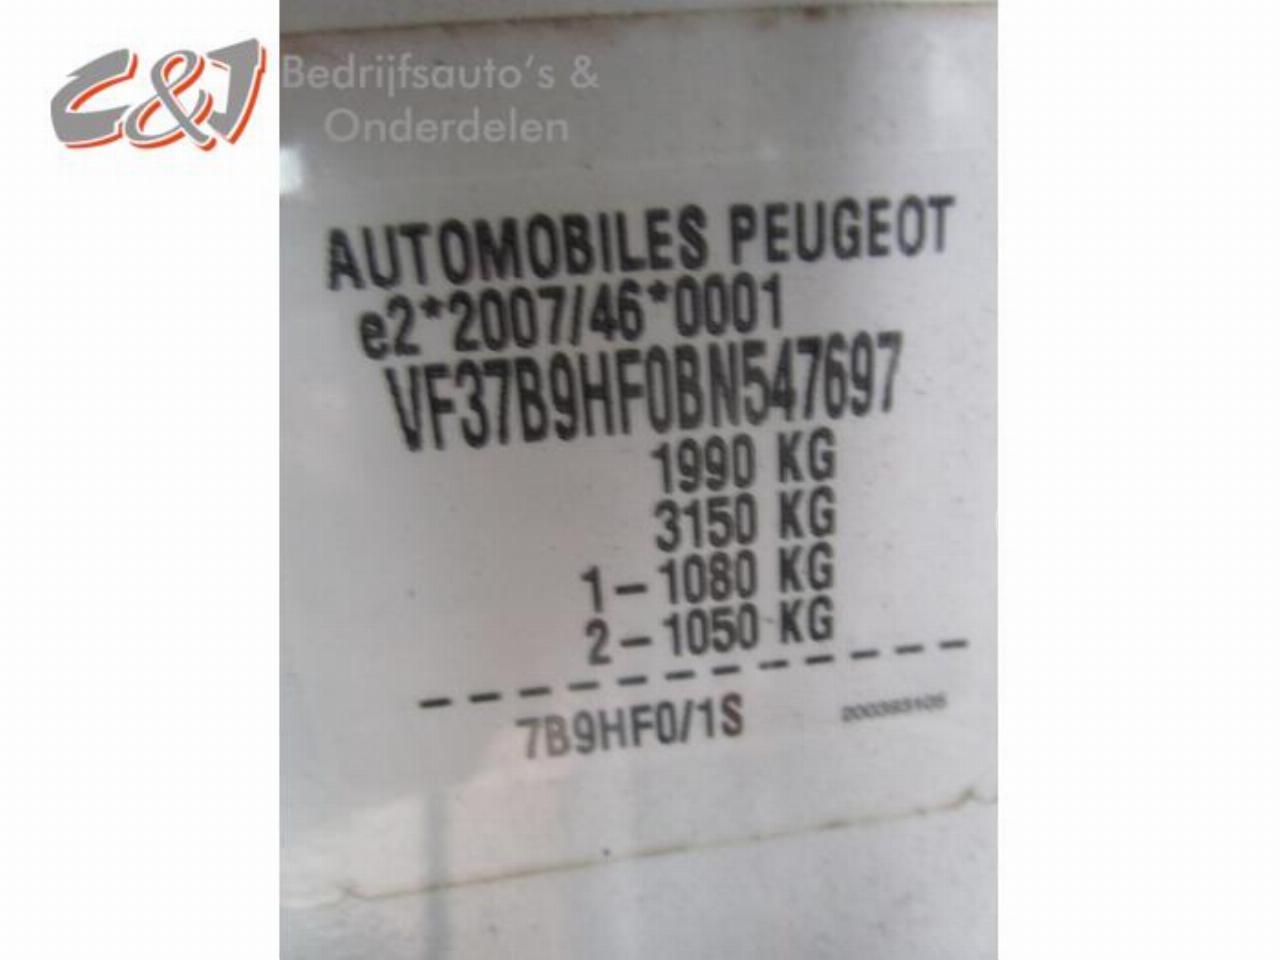 C&J
Bedrijfsauto's &
Onderdelen
AUTOMOBILES PEUGEOT
e2*2007/46*0001
VF37B9HF0BN547697
1990 KG
3150 KG
1-1080 KG
2-1050 KG
7B9HF0/1S